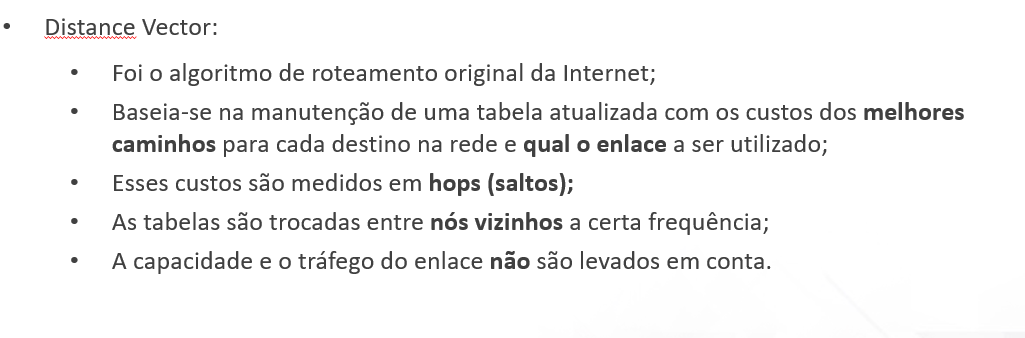 • Distance Vector:
• Foi o algoritmo de roteamento original da Internet;
• Baseia-se na manutenção de uma tabela atualizada com os custos dos melhores
caminhos para cada destino na rede e qual o enlace a ser utilizado;
• Esses custos são medidos em hops (saltos);
• As tabelas são trocadas entre nós vizinhos a certa frequência;
• A capacidade e o tráfego do enlace não são levados em conta.